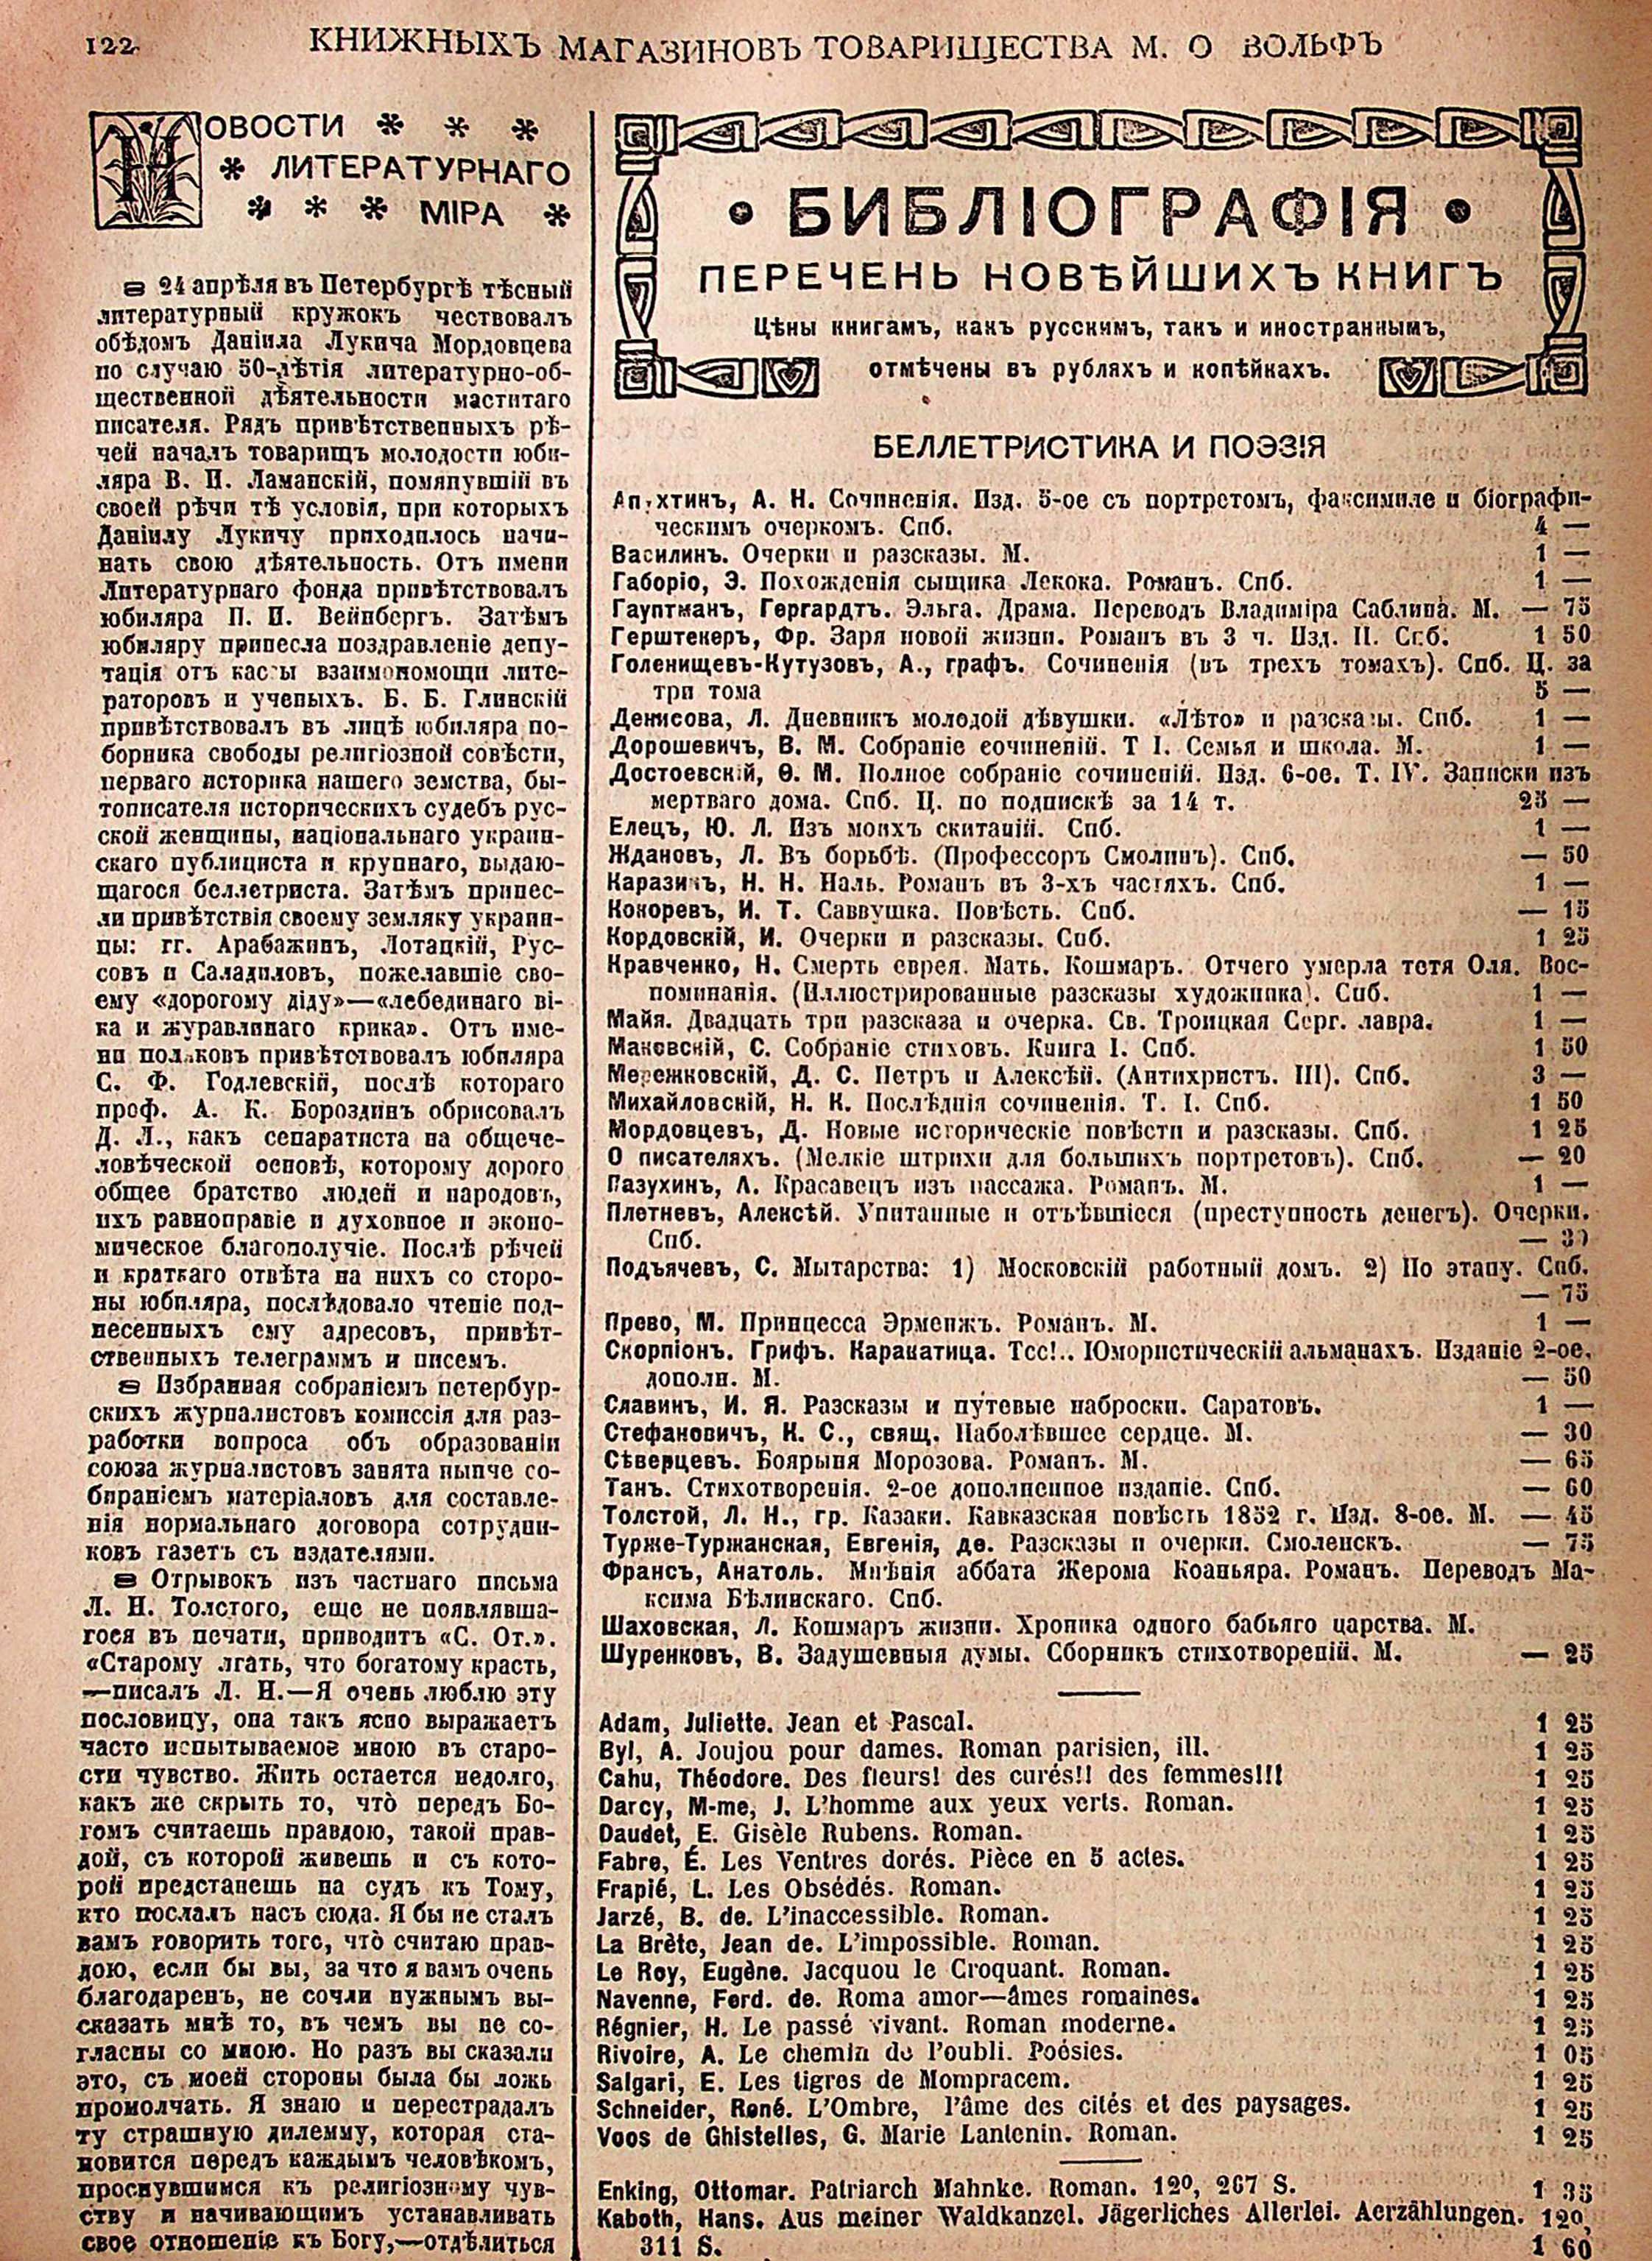 122
КНИЖНЫХЪ МАГАЗИНОВЪ ТОВАРИЩЕСТВА М. О ВОЛЬФЪ
НОВОСТИ
ЛИТЕРАТУРНАГО
МІРА
24 апрѣля въ Петербургѣ тѣсный
литературный кружокъ чествовалъ
обѣдомъ Даніила Лукича Мордовцева
по случаю 50-лѣтія литературно-об-
щественной дѣятельности маститаго
писателя. Рядъ привѣтственныхъ рѣ-
чей началъ товарищъ молодости юби-
ляра В. И. Ламанскій, помянувшій въ
своей рѣчи тѣ условія, при которыхъ
Даніилу Лукичу приходилось начи-
нать свою дѣятельность. Отъ имени
Литературнаго фонда привѣтствовалъ
юбиляра П. И. Вейнбергъ. Затѣмъ
юбиляру принесла поздравленіе депу-
тація отъ кассы взаимопомощи лите-
раторовъ и ученыхъ. Б. Б. Глинскій
привѣтствовалъ въ лицѣ юбиляра по-
борника свободы религіозной совѣсти,
перваго историка нашего земства, бы-
тописателя историческихъ судебъ рус-
ской женщины, національнаго украин-
скаго публициста и крупнаго, выдаю-
щагося беллетриста. Затѣмъ принес-
ли привѣтствія своему земляку украин-
цы: гг. Арабажинъ, Лотацкій, Рус-
совъ и Саладиловъ, пожелавшіе сво-
ему «дорогому діду»—«лебединаго ві-
ка и журавлинаго крика». Отъ име-
ни поляковъ привѣтствовалъ юбиляра
С. Ф. Годлевскій, послѣ котораго
проф. А. К. Бороздинъ обрисовалъ
Д. Л., какъ сепаратиста на общече-
ловѣческой основѣ, которому дорого
общее братство людей и народовъ,
ихъ равноправіе и духовное и эконо-
мическое благополучіе. Послѣ рѣчей
и краткаго отвѣта на нихъ со сторо-
ны юбиляра, послѣдовало чтеніе под-
несенныхъ ему адресовъ, привѣт-
ственныхъ телеграммъ и писемъ.
Избранная собраніемъ петербур-
скихъ журналистовъ комиссія для раз-
работки вопроса объ образованіи
союза журналистовъ занята нынче со-
бираніемъ матеріаловъ для составле-
нія нормальнаго договора сотрудни-
ковъ газетъ съ издателями.
Отрывокъ изъ частнаго письма
Л. Н. Толстого, еще не появлявша-
гося въ печати, приводитъ «С. От.».
«Старому лгать, что богатому красть,
—писалъ Л. Н.—Я очень люблю эту
пословицу, она такъ ясно выражаетъ
часто испытываемое мною въ старо-
сти чувство. Жить остается недолго,
какъ же скрыть то, что̀ передъ Бо-
гомъ считаешь правдою, такой прав-
дой, съ которой живешь и съ кото-
рой предстанешь на судъ къ Тому,
кто послалъ насъ сюда. Я бы не сталъ
вамъ говорить того, что̀ считаю прав-
дою, если бы вы, за что я вамъ очень
благодаренъ, не сочли нужнымъ вы-
сказать мнѣ то, въ чемъ вы не со-
гласны со мною. Но разъ вы сказали
это, съ моей стороны была бы ложь
промолчать. Я знаю и перестрадалъ
ту страшную дилемму, которая ста-
новится передъ каждымъ человѣкомъ,
проснувшимся къ религіозному чув-
ству и начивающимъ устанавливать
свое отношеніе къ Богу,—отдѣлиться
БИБЛІОГРАФІЯ
ПЕРЕЧЕНЬ НОВѢЙШИХЪ КНИГЪ
Цѣны книгамъ, какъ русскимъ, такъ и иностраннымъ,
отмѣчены въ рубляхъ и копѣйкахъ.
БЕЛЛЕТРИСТИКА И ПОЭЗІЯ
Апухтинъ, А. Н. Сочиненія. Изд. 5-ое съ портретомъ, факсимиле и біографи-
ческимъ очеркомъ. Спб. 4 —
Василинъ. Очерки и разсказы. М. 1 —
Габоріо, Э. Похожденія сыщика Лекока. Романъ. Спб. 1 —
Гауптманъ, Гергардтъ. Эльга. Драма. Переводъ Владиміра Саблина. М. — 75
Герштекеръ, Фр. Заря новой жизни. Романъ въ 3 ч. Изд. II. Спб. 1 50
Голенищевъ-Кутузовъ, А., графъ. Сочиненія (въ трехъ томахъ). Спб. Ц. за
три тома 5 —
Денисова, Л. Дневникъ молодой дѣвушки. «Лѣто» и разсказы. Спб. 1 —
Дорошевичъ, В. М. Собраніе сочиненій. Т I. Семья и школа. М. 1 —
Достоевскій, Ѳ. М. Полное собраніе сочиненій. Изд. 6-ое. Т. IV. Записки изъ
мертваго дома. Спб. Ц. по подпискѣ за 14 т. 25 —
Елецъ, Ю. Л. Изъ моихъ скитаній. Спб. 1 —
Ждановъ, Л. Въ борьбѣ. (Профессоръ Смолинъ). Спб. — 50
Каразинъ, Н. Н. Наль. Романъ въ 3-хъ частяхъ. Спб. 1 —
Кокоревъ, И. Т. Саввушка. Повѣсть. Спб. — 15
Кордовскій, И. Очерки и разсказы. Спб. 1 25
Кравченко, Н. Смерть еврея. Мать. Кошмаръ. Отчего умерла тетя Оля. Вос-
поминанія. (Иллюстрированные разсказы художника). Спб. 1 —
Майя. Двадцать три разсказа и очерка. Св. Троицкая Серг. лавра. 1 —
Маковскій, С. Собраніе стиховъ. Книга I. Спб. 1 50
Мережковскій, Д. С. Петръ и Алексѣй. (Антихристъ. III). Спб. 3 —
Михайловскій, Н. К. Послѣднія сочиненія. Т. I. Спб. 1 50
Мордовцевъ, Д. Новые историческіе повѣсти и разсказы. Спб. 1 25
О писателяхъ. (Мелкіе штрихи для большихъ портретовъ). Спб. — 20
Пазухинъ, А. Красавецъ изъ пассажа. Романъ. М. 1 —
Плетневъ, Алексѣй. Упитанные и отъѣвшіеся (преступность денегъ). Очерки.
Спб. — 30
Подъячевъ, С. Мытарства: 1) Московскій работный домъ. 2) По этапу. Спб.
— 75
Прево, М. Принцесса Эрменжъ. Романъ. М. 1 —
Скорпіонъ. Грифъ. Каракатица. Тсс!.. Юмористическій альманахъ. Изданіе 2-ое,
дополн. М. — 50
Славинъ, И. Я. Разсказы и путевые наброски. Саратовъ. 1 —
Стефановичъ, К. С., свящ. Наболѣвшее сердце. М. — 30
Сѣверцевъ. Боярыня Морозова. Романъ. М. — 65
Танъ. Стихотворенія. 2-ое дополненное изданіе. Спб. — 60
Толстой, Л. Н., гр. Казаки. Кавказская повѣсть 1852 г. Изд. 8-ое. М. — 45
Турже-Туржанская, Евгенія, де. Разсказы и очерки. Смоленскъ. — 75
Франсъ, Анатоль. Мнѣнія аббата Жерома Коаньяра. Романъ. Переводъ Ма-
ксима Бѣлинскаго. Спб.
Шаховская, Л. Кошмаръ жизни. Хроника одного бабьяго царства. М.
Шуренковъ, В. Задушевныя думы. Сборникъ стихотвореній. М. — 25
Adam, Juliette. Jean et Pascal. 1 25
Byl, A. Joujou pour dames. Roman parisien, ill. 1 25
Cahu, Théodore. Des fleurs! des curés!! des femmes!!! 1 25
Darcy, M-me, J. L'homme aux yeux verts. Roman. 1 25
Daudet, E. Gisèle Rubens. Roman. 1 25
Fabre, É. Les Ventres dorés. Pièce en 5 actes. 1 25
Frapié, L. Les Obsédés. Roman. 1 25
Jarzé, B. de. L'inaccessible. Roman. 1 25
La Brète, Jean de. L'impossible. Roman. 1 25
Le Roy, Eugène. Jacquou le Croquant. Roman. 1 25
Navenne, Ferd. de. Roma amor—âmes romaines. 1 25
Régnier, H. Le passé vivant. Roman moderne. 1 25
Rivoire, A. Le chemin de l'oubli. Poésies. 1 05
Salgari, E. Les tigres de Mompracem. 1 25
Schneider, René. L'Ombre, l'âme des cités et des paysages. 1 25
Voos de Ghistelles, G. Marie Lantenin. Roman. 1 25
Enking, Ottomar. Patriarch Mahnke. Roman. 12º, 267 S. 1 35
Kaboth, Hans. Aus meiner Waldkanzel. Jägerliches Allerlei. Aerzählungen. 12º,
311 S. 1 60